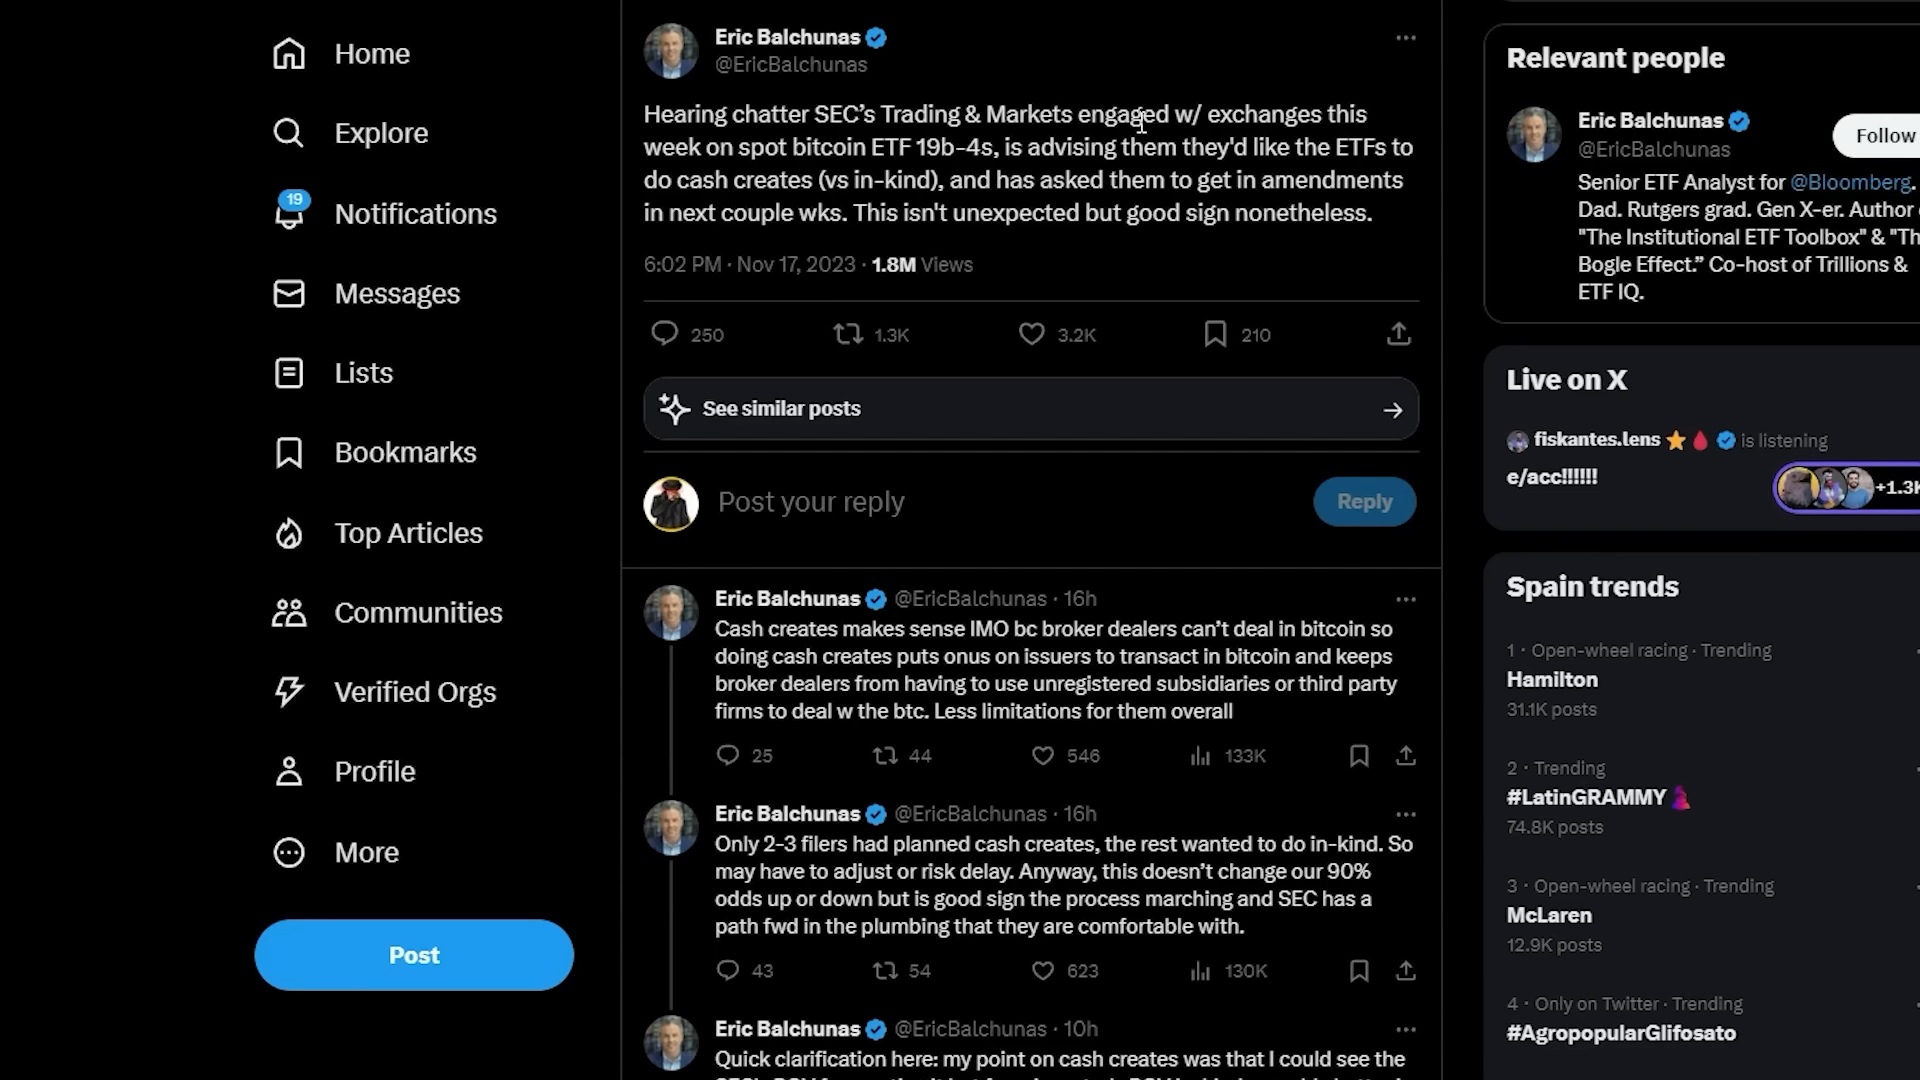 Home
Explore
19
Notifications
Messages
Lists
Bookmarks
Top Articles
Communities
Verified Orgs
Profile
More
Post
Eric Balchunas
@EricBalchunas
Hearing chatter SEC’s Trading & Markets engaged w/ exchanges this
week on spot bitcoin ETF 19b-4s, is advising them they'd like the ETFs to
do cash creates (vs in-kind), and has asked them to get in amendments
in next couple wks. This isn't unexpected but good sign nonetheless.
6:02 PM · Nov 17, 2023 · 1.8M Views
250 1.3K 3.2K 210
See similar posts
Post your reply
Reply
Eric Balchunas @EricBalchunas · 16h
Cash creates makes sense IMO bc broker dealers can’t deal in bitcoin so
doing cash creates puts onus on issuers to transact in bitcoin and keeps
broker dealers from having to use unregistered subsidiaries or third party
firms to deal w the btc. Less limitations for them overall
25 44 546 133K
Eric Balchunas @EricBalchunas · 16h
Only 2-3 filers had planned cash creates, the rest wanted to do in-kind. So
may have to adjust or risk delay. Anyway, this doesn’t change our 90%
odds up or down but is good sign the process marching and SEC has a
path fwd in the plumbing that they are comfortable with.
43 54 623 130K
Eric Balchunas @EricBalchunas · 10h
Quick clarification here: my point on cash creates was that I could see the
Relevant people
Eric Balchunas
@EricBalchunas
Follow
Senior ETF Analyst for @Bloomberg.
Dad. Rutgers grad. Gen X-er. Author
"The Institutional ETF Toolbox" & "Th
Bogle Effect.” Co-host of Trillions &
ETF IQ.
Live on X
fiskantes.lens is listening
e/acc!!!!!!
+1.3K
Spain trends
1 · Open-wheel racing · Trending
Hamilton
31.1K posts
2 · Trending
#LatinGRAMMY
74.8K posts
3 · Open-wheel racing · Trending
McLaren
12.9K posts
4 · Only on Twitter · Trending
#AgropopularGlifosato